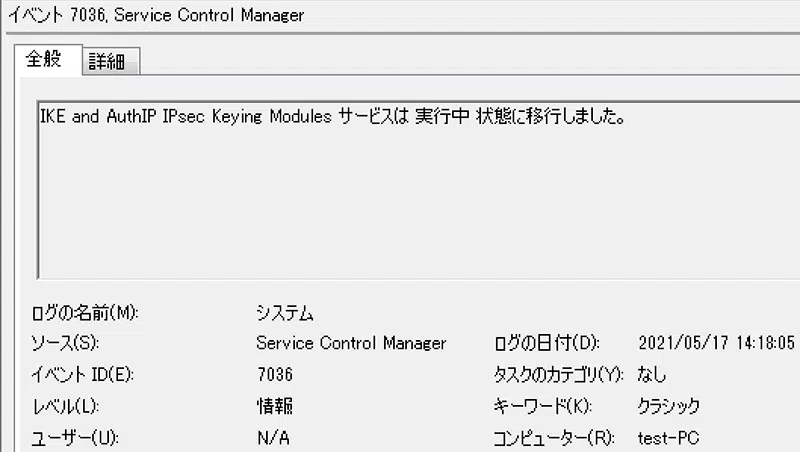 イベント 7036, Service Control Manager
全般 詳細
IKE and AuthIP IPsec Keying Modules サービスは 実行中 状態に移行しました。
ログの名前(M): システム
ソース(S): Service Control Manager ログの日付(D): 2021/05/17 14:18:05
イベント ID(E): 7036 タスクのカテゴリ(Y): なし
レベル(L): 情報 キーワード(K): クラシック
ユーザー(U): N/A コンピューター(R): test-PC